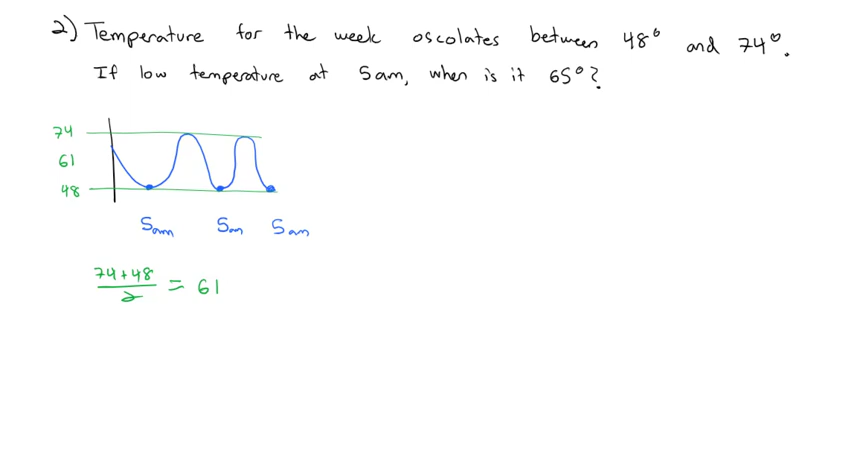 2) Temperature for the week oscolates between 48° and 74°.
If low temperature at 5am, when is it 65°?
74
61
48
5am 5am 5am
74+48
2
= 61